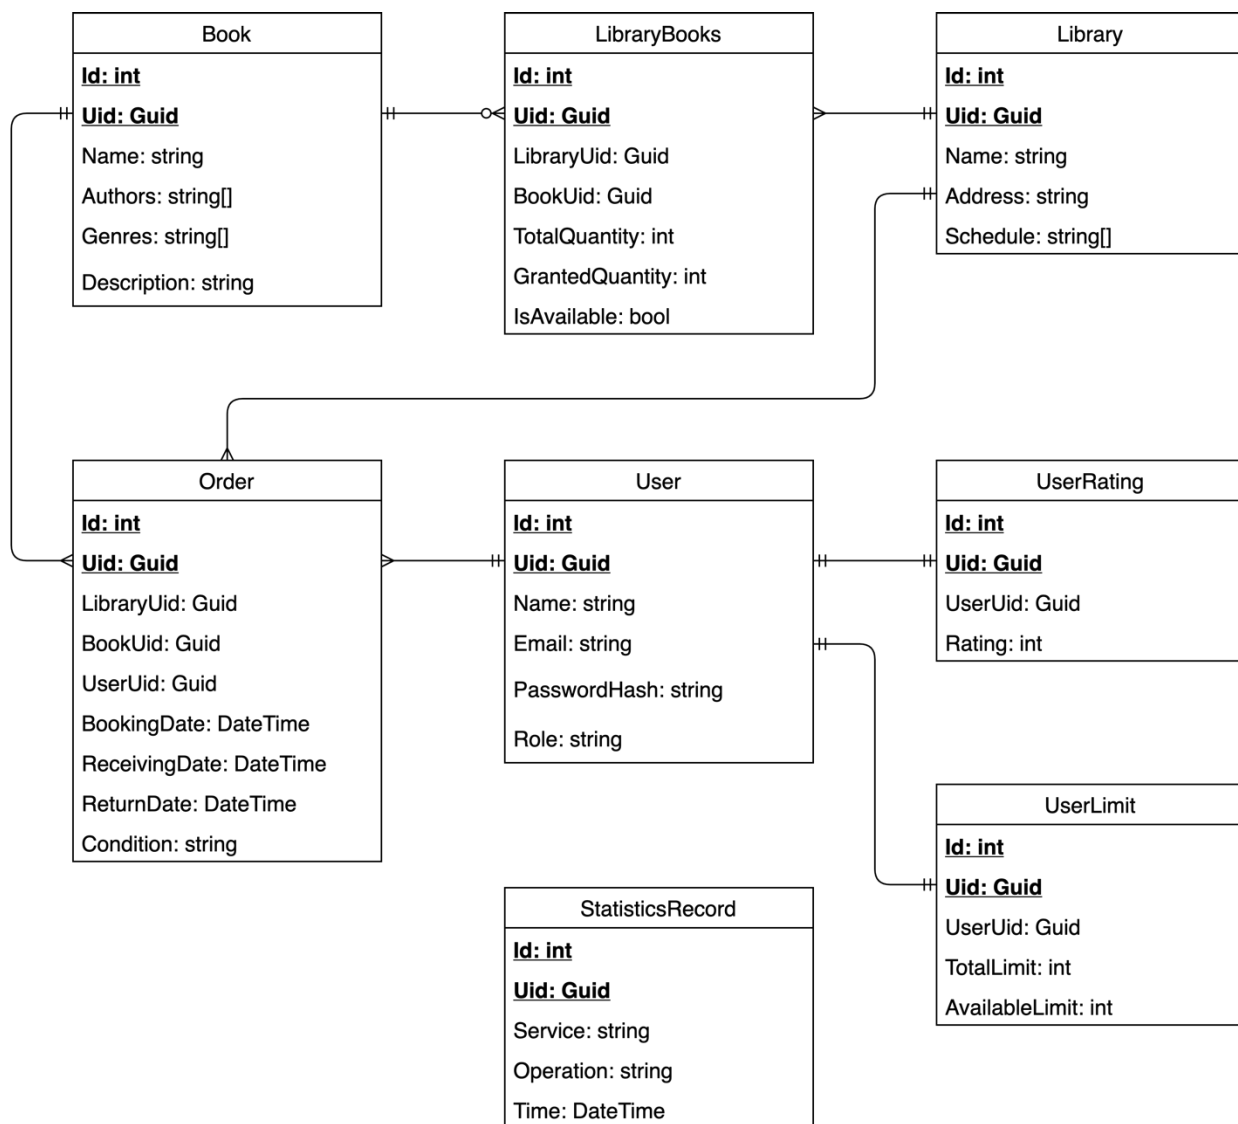 Book
Id: int
Uid: Guid
Name: string
Authors: string[]
Genres: string[]
Description: string
LibraryBooks
Id: int
Uid: Guid
LibraryUid: Guid
BookUid: Guid
TotalQuantity: int
GrantedQuantity: int
IsAvailable: bool
Library
Id: int
Uid: Guid
Name: string
Address: string
Schedule: string[]
Order
Id: int
Uid: Guid
LibraryUid: Guid
BookUid: Guid
UserUid: Guid
BookingDate: DateTime
ReceivingDate: DateTime
ReturnDate: DateTime
Condition: string
User
Id: int
Uid: Guid
Name: string
Email: string
PasswordHash: string
Role: string
UserRating
Id: int
Uid: Guid
UserUid: Guid
Rating: int
UserLimit
Id: int
Uid: Guid
UserUid: Guid
TotalLimit: int
AvailableLimit: int
StatisticsRecord
Id: int
Uid: Guid
Service: string
Operation: string
Time: DateTime